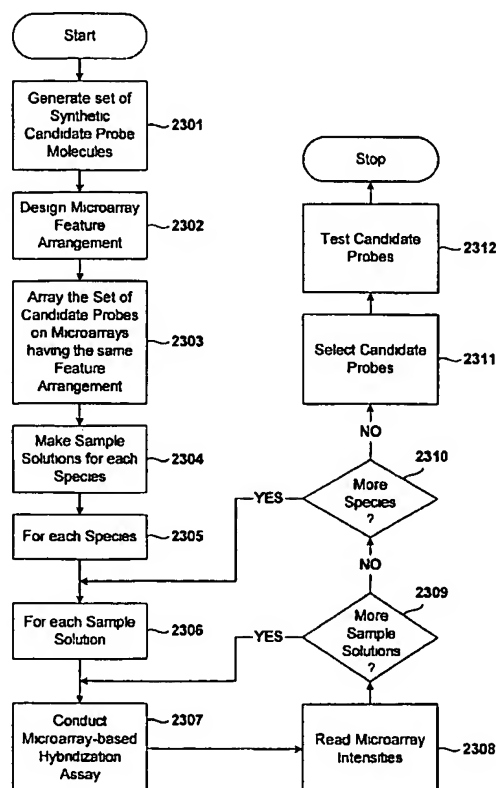 Start
Generate set of
Synthetic
Candidate Probe
Molecules
2301
Design Microarray
Feature
Arrangement
2302
Array the Set of
Candidate Probes
on Microarrays
having the same
Feature
Arrangement
2303
Make Sample
Solutions for each
Species
2304
For each Species
2305
For each Sample
Solution
2306
Conduct
Microarray-based
Hybridization
Assay
2307
Read Microarray
Intensities
2308
More
Sample
Solutions
?
2309
YES
NO
More
Species
?
2310
YES
NO
Select Candidate
Probes
2311
Test Candidate
Probes
2312
Stop